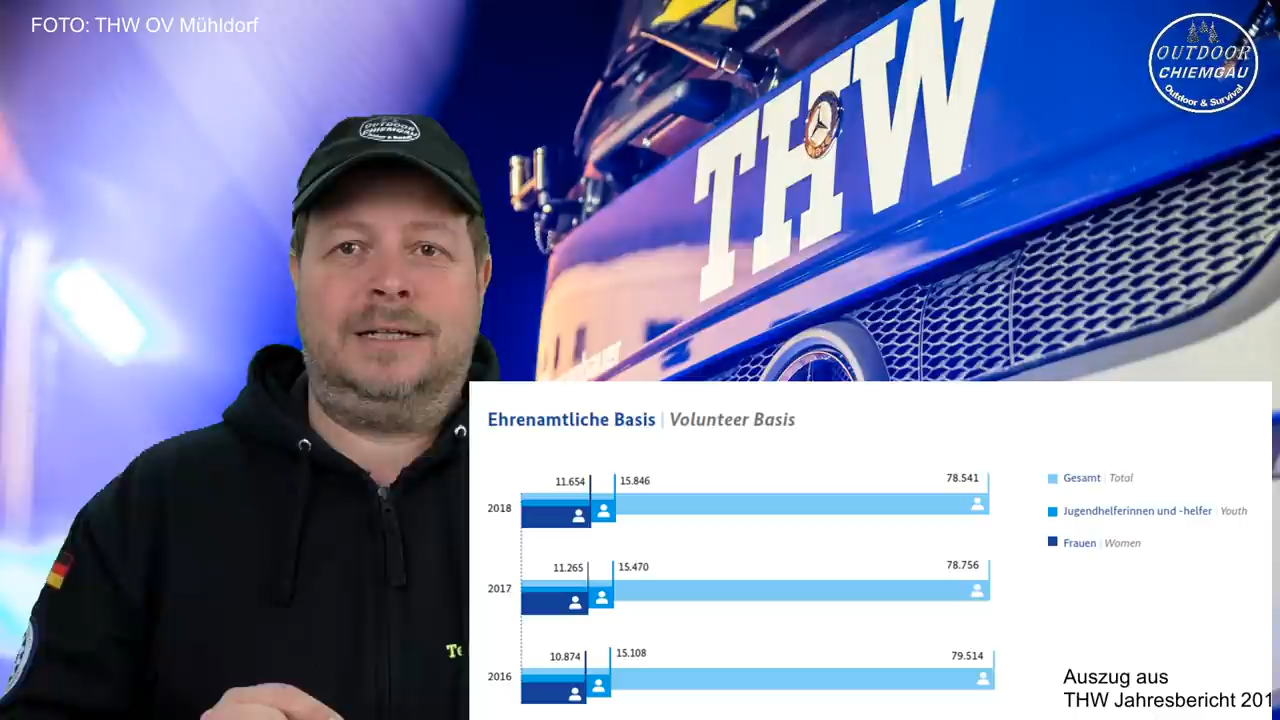 FOTO: THW OV Mühldorf
OUTDOOR
CHIEMGAU
Outdoor & Survival
OUTDOOR
CHIEMGAU
THW
Ehrenamtliche Basis | Volunteer Basis
2018
11.654
15.846
78.541
2017
11.265
15.470
78.756
2016
10.874
15.108
79.514
Gesamt | Total
Jugendhelferinnen und -helfer | Youth
Frauen | Women
Auszug aus
THW Jahresbericht 201